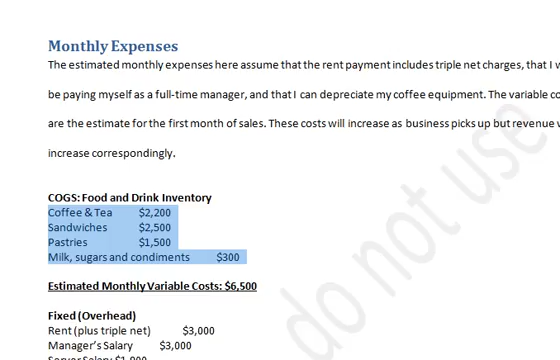 Monthly Expenses
The estimated monthly expenses here assume that the rent payment includes triple net charges, that I
be paying myself as a full-time manager, and that I can depreciate my coffee equipment. The variable
are the estimate for the first month of sales. These costs will increase as business picks up but revenue
increase correspondingly.
COGS: Food and Drink Inventory
Coffee & Tea $2,200
Sandwiches $2,500
Pastries $1,500
Milk, sugars and condiments $300
Estimated Monthly Variable Costs: $6,500
Fixed (Overhead)
Rent (plus triple net) $3,000
Manager's Salary $3,000
Server Salary $1,900
do not use